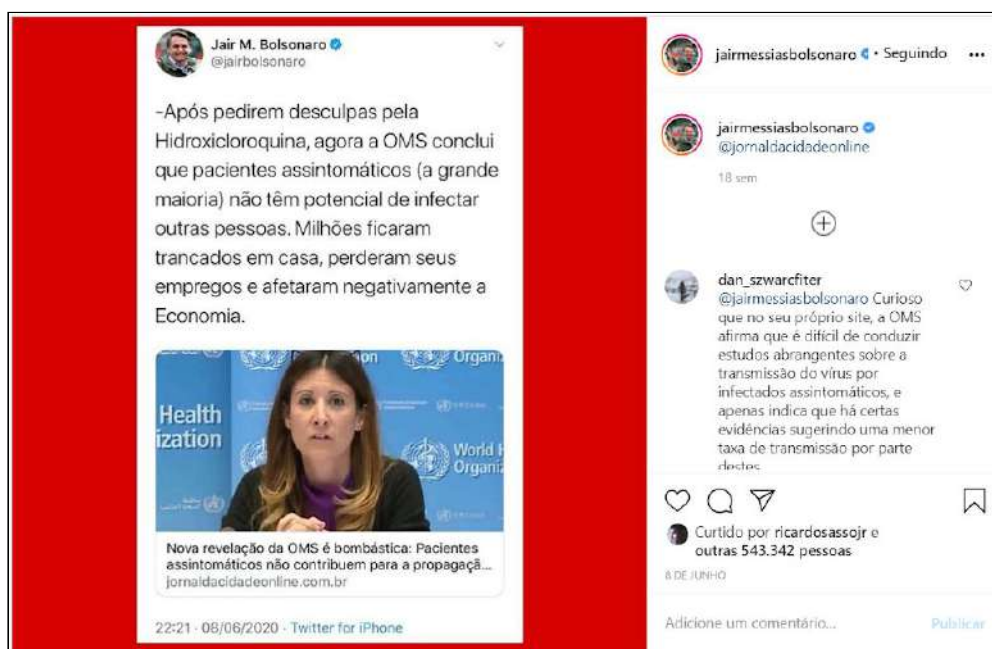 Jair M. Bolsonaro
@jairbolsonaro
-Após pedirem desculpas pela
Hidroxicloroquina, agora a OMS conclui
que pacientes assintomáticos (a grande
maioria) não têm potencial de infectar
outras pessoas. Milhões ficaram
trancados em casa, perderam seus
empregos e afetaram negativamente a
Economia.
Organi
Health
ization
World H
Organiz
Nova revelação da OMS é bombástica: Pacientes
assintomáticos não contribuem para a propagaçã...
jornaldacidadeonline.com.br
22:21 · 08/06/2020 · Twitter for iPhone
jairmessiasbolsonaro • Seguindo
jairmessiasbolsonaro
@jornaldacidadeonline
18 sem
dan_szwarcfiter
@jairmessiasbolsonaro Curioso
que no seu próprio site, a OMS
afirma que é difícil de conduzir
estudos abrangentes sobre a
transmissão do vírus por
infectados assintomáticos, e
apenas indica que há certas
evidências sugerindo uma menor
taxa de transmissão por parte
destes
Curtido por ricardosassojr e
outras 543.342 pessoas
8 DE JUNHO
Adicione um comentário...
Publicar